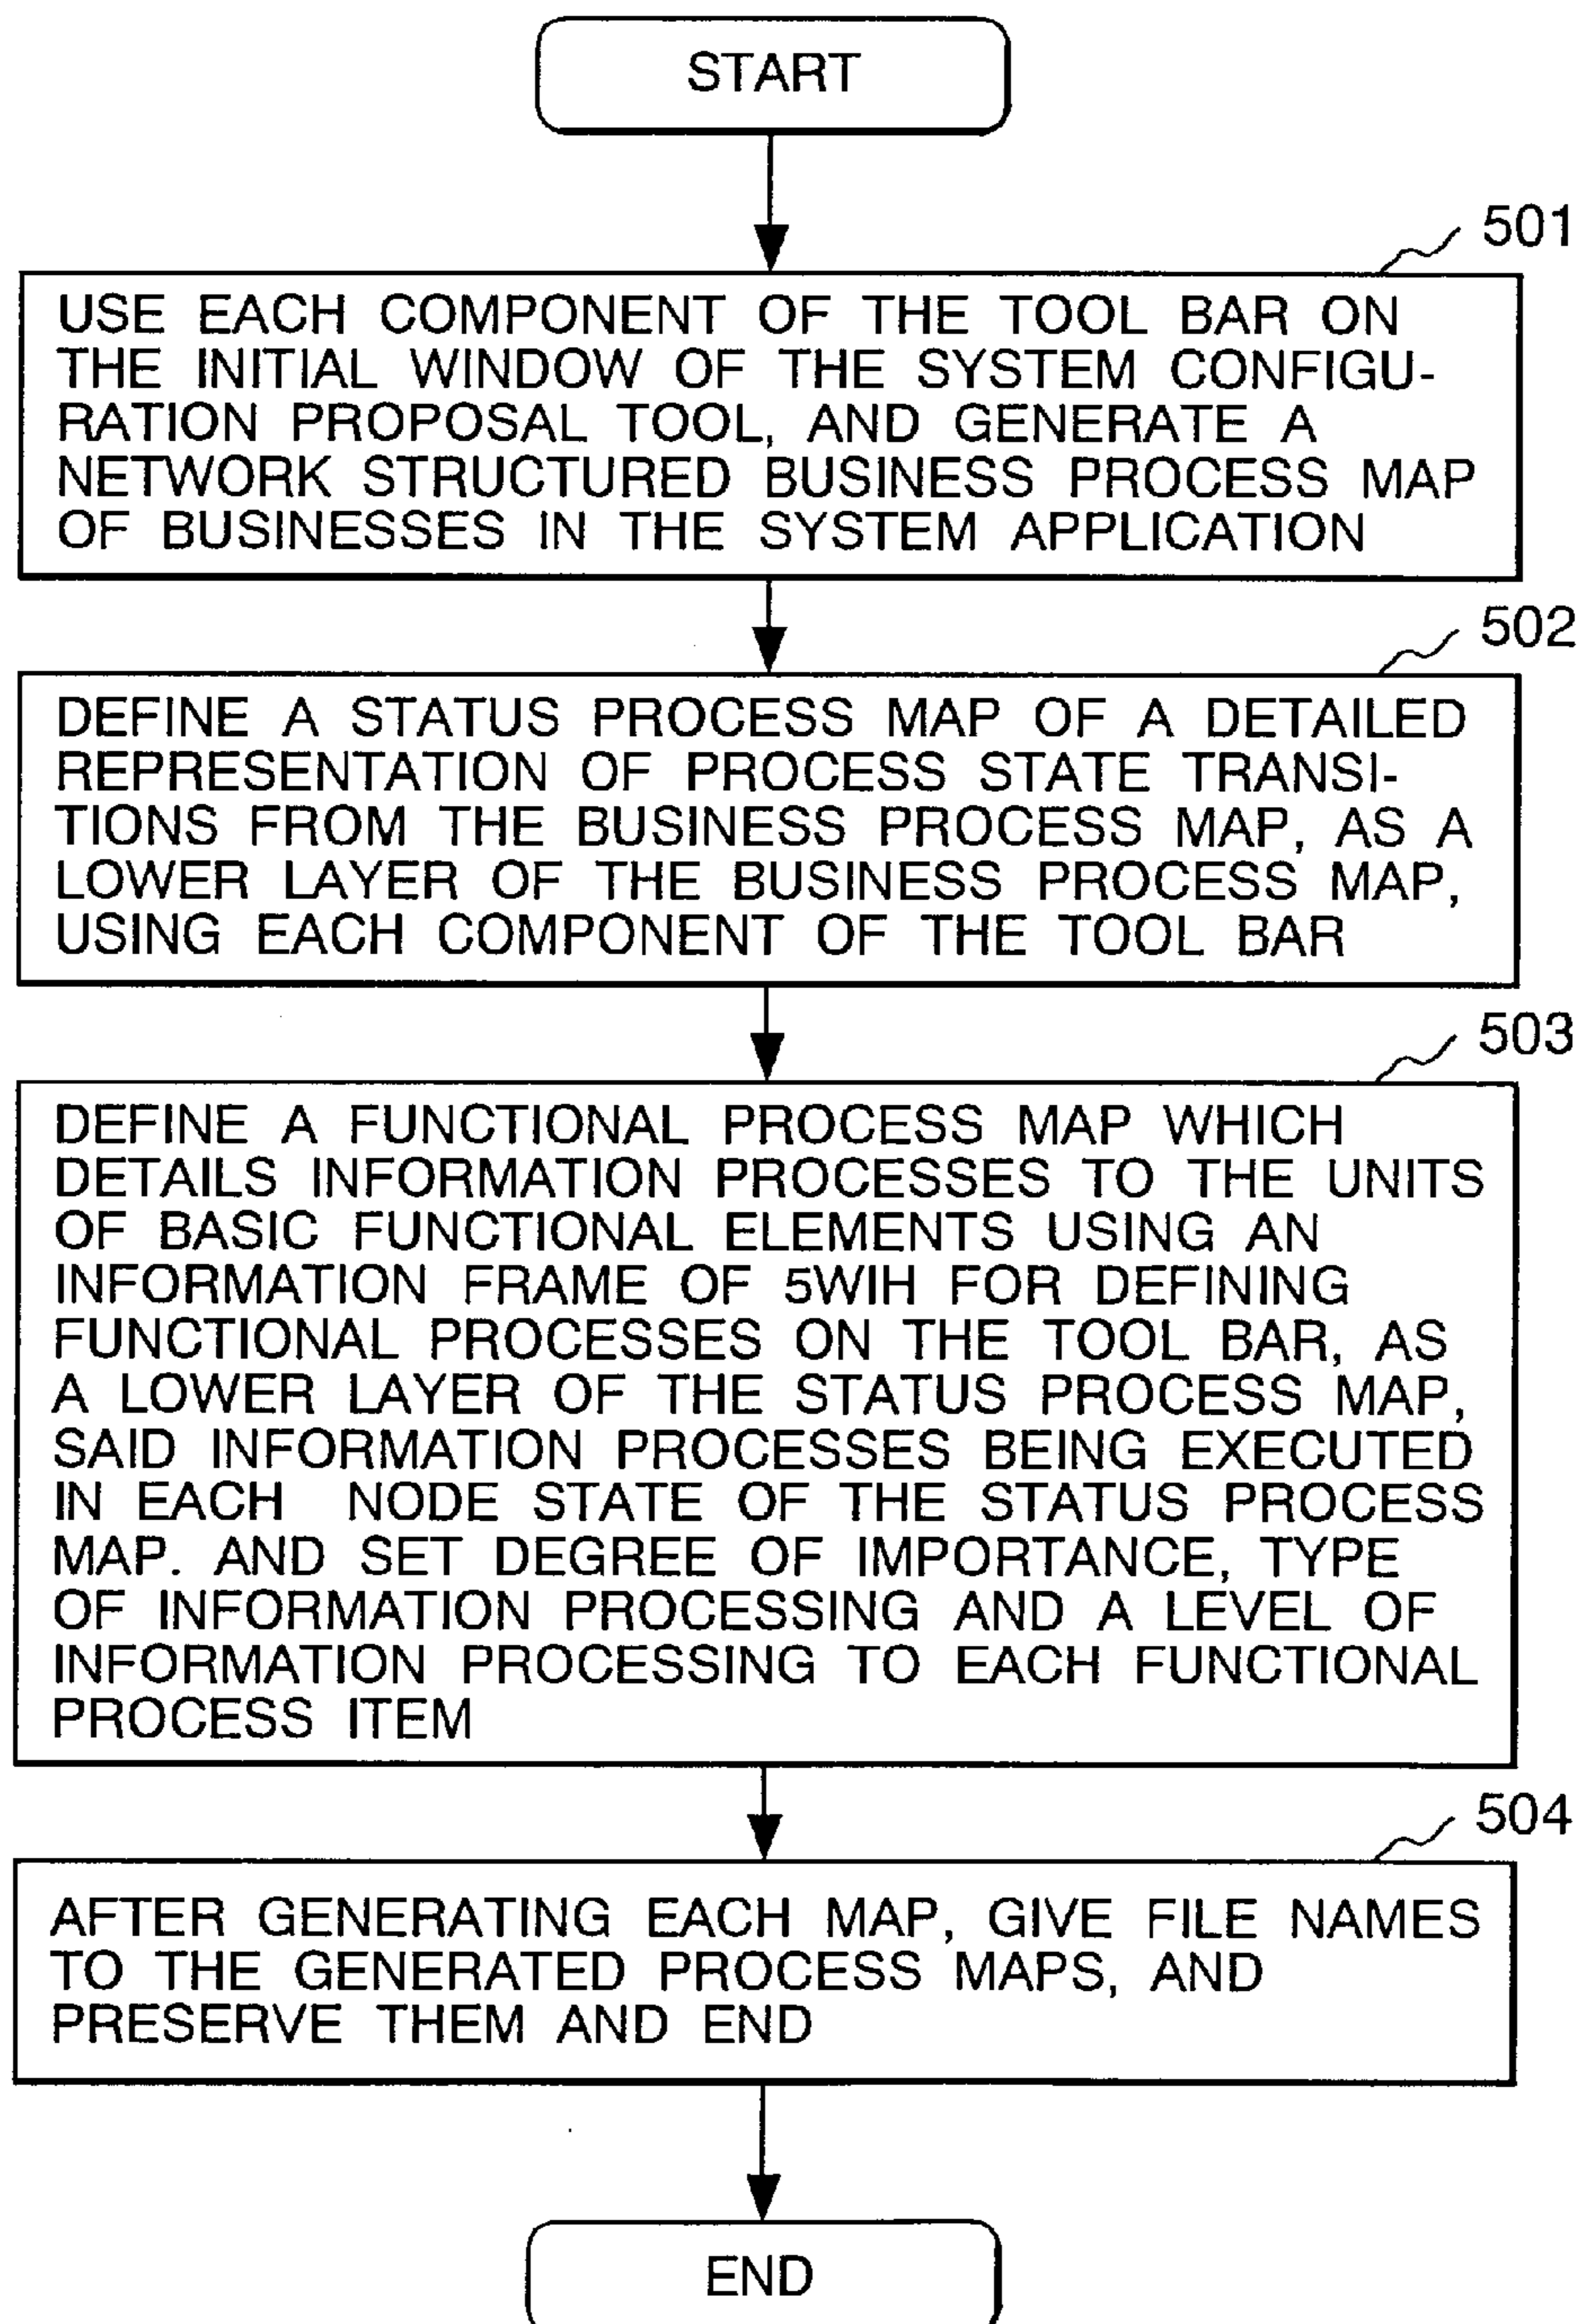 START
501
USE EACH COMPONENT OF THE TOOL BAR ON
THE INITIAL WINDOW OF THE SYSTEM CONFIGU-
RATION PROPOSAL TOOL, AND GENERATE A
NETWORK STRUCTURED BUSINESS PROCESS MAP
OF BUSINESSES IN THE SYSTEM APPLICATION
502
DEFINE A STATUS PROCESS MAP OF A DETAILED
REPRESENTATION OF PROCESS STATE TRANSI-
TIONS FROM THE BUSINESS PROCESS MAP, AS A
LOWER LAYER OF THE BUSINESS PROCESS MAP,
USING EACH COMPONENT OF THE TOOL BAR
503
DEFINE A FUNCTIONAL PROCESS MAP WHICH
DETAILS INFORMATION PROCESSES TO THE UNITS
OF BASIC FUNCTIONAL ELEMENTS USING AN
INFORMATION FRAME OF 5WIH FOR DEFINING
FUNCTIONAL PROCESSES ON THE TOOL BAR, AS
A LOWER LAYER OF THE STATUS PROCESS MAP,
SAID INFORMATION PROCESSES BEING EXECUTED
IN EACH NODE STATE OF THE STATUS PROCESS
MAP. AND SET DEGREE OF IMPORTANCE, TYPE
OF INFORMATION PROCESSING AND A LEVEL OF
INFORMATION PROCESSING TO EACH FUNCTIONAL
PROCESS ITEM
504
AFTER GENERATING EACH MAP, GIVE FILE NAMES
TO THE GENERATED PROCESS MAPS, AND
PRESERVE THEM AND END
END